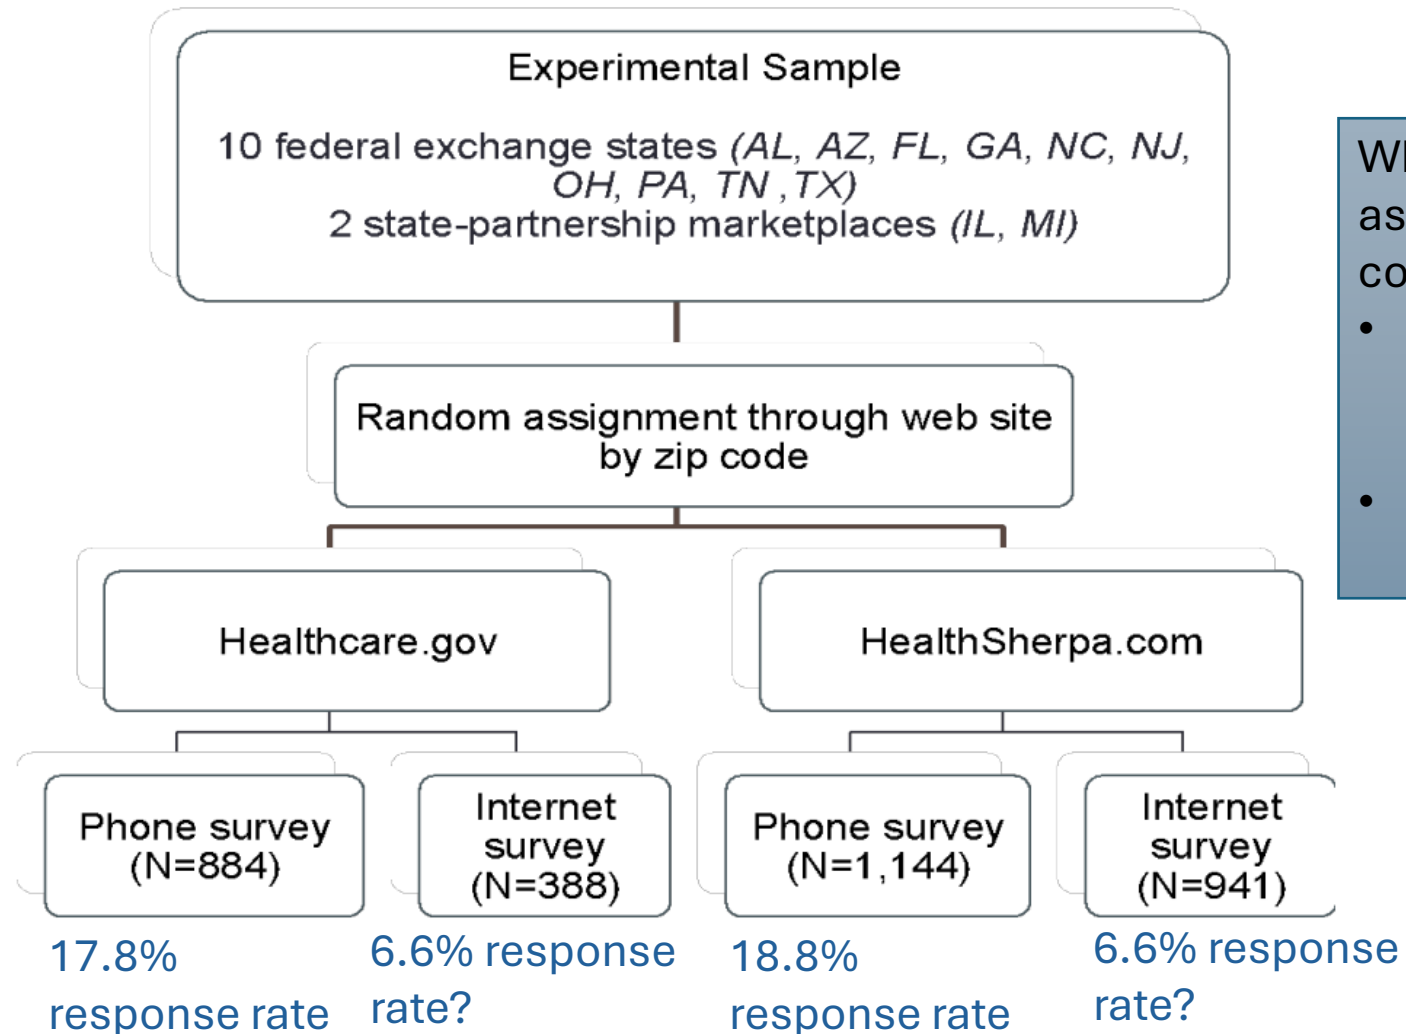 Experimental Sample
10 federal exchange states (AL, AZ, FL, GA, NC, NJ,
OH, PA, TN ,TX)
2 state-partnership marketplaces (IL, MI)
Random assignment through web site
by zip code
Healthcare.gov
HealthSherpa.com
Phone survey
(N=884)
Internet
survey
(N=388)
Phone survey
(N=1,144)
Internet
survey
(N=941)
17.8%
response rate
6.6% response
rate?
18.8%
response rate
6.6% response
rate?